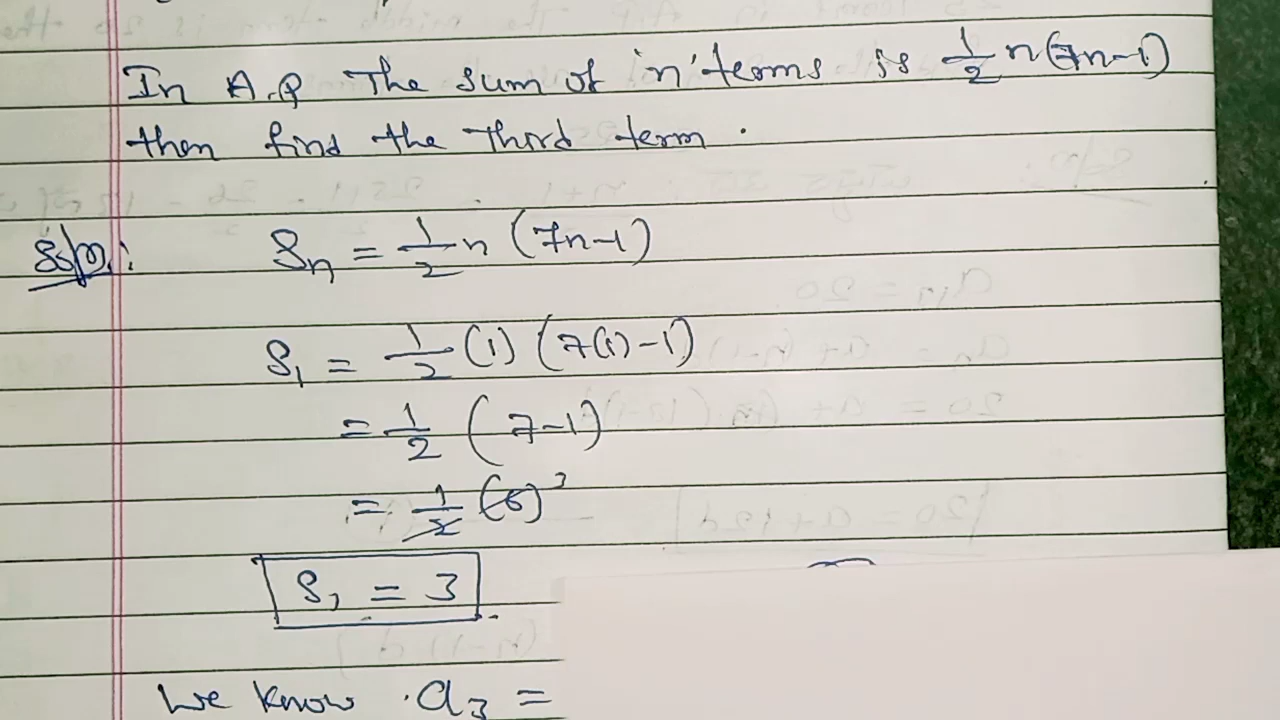 In A.P The sum of 'n' terms is 1/2 n(7n-1)
then find the third term.
Soln: Sn = 1/2 n (7n-1)
S1 = 1/2 (1) (7(1)-1)
= 1/2 (7-1)
= 1/2 (6) 3
S1 = 3
We know a3 =